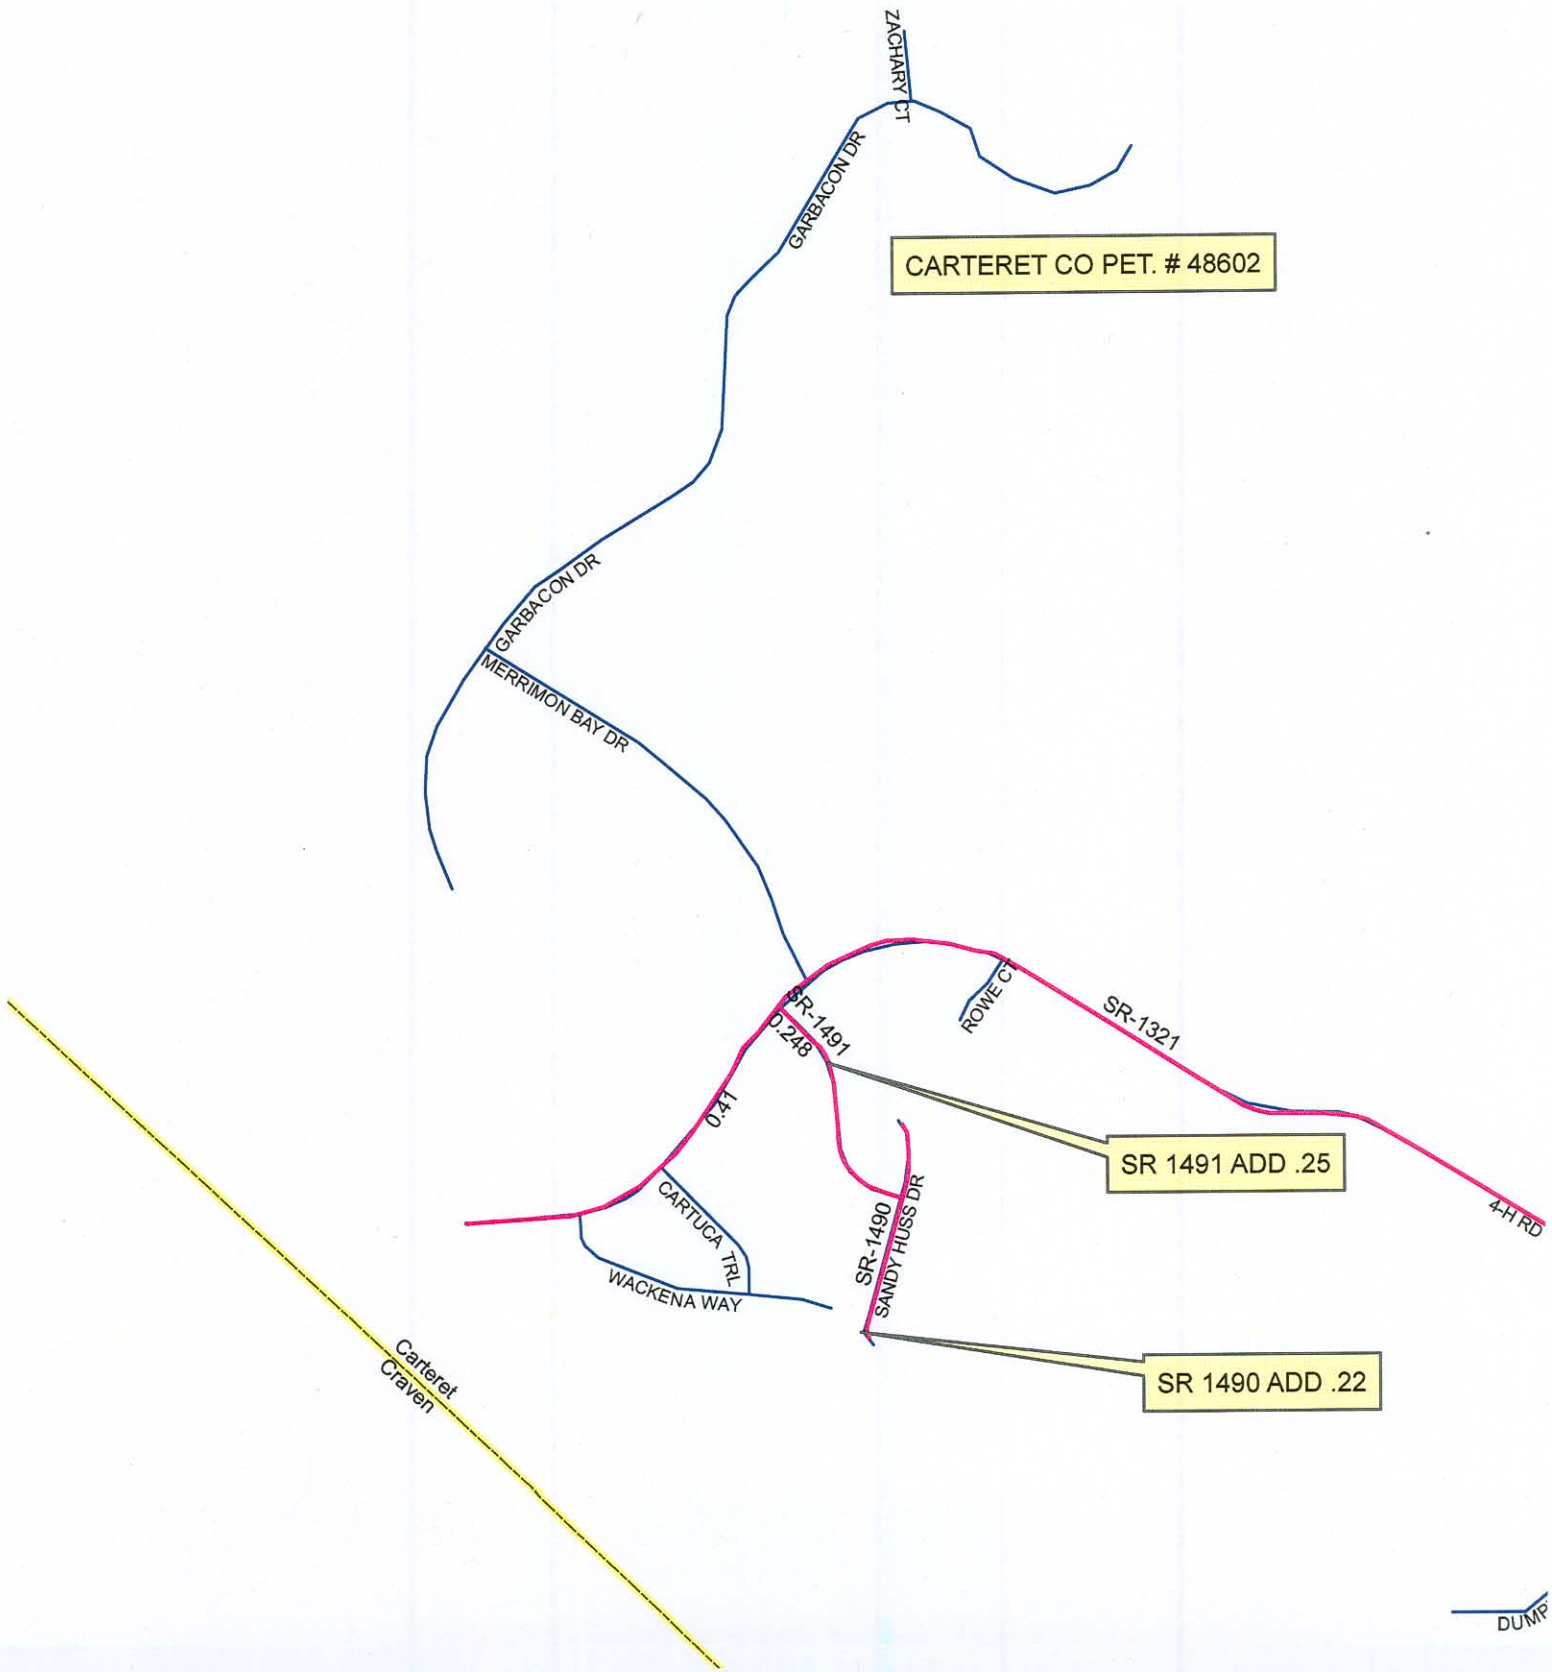 ZACHARY CT
GARBACON DR
CARTERET CO PET. # 48602
GARBACON DR
MERRIMON BAY DR
SR-1491
0.248
ROWE CT
SR-1321
0.41
SR 1491 ADD .25
CARTUCA TRL
SR-1490
SANDY HUSS DR
4-H RD
WACKENA WAY
Carteret
Craven
SR 1490 ADD .22
DUMP